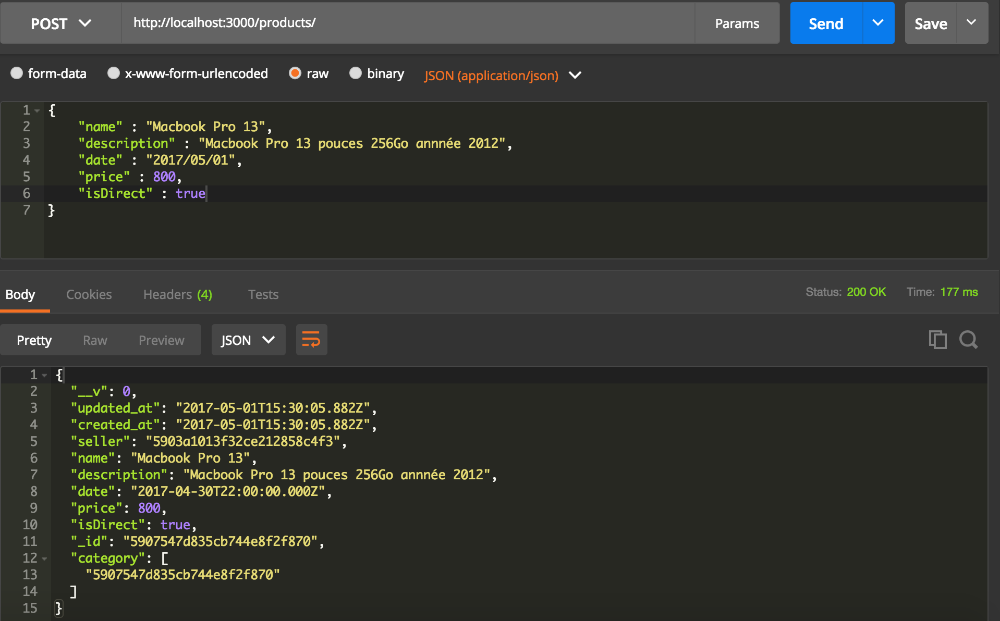 POST http://localhost:3000/products/ Params Send Save
form-data x-www-form-urlencoded raw binary JSON (application/json)
1 {
2 "name" : "Macbook Pro 13",
3 "description" : "Macbook Pro 13 pouces 256Go annnée 2012",
4 "date" : "2017/05/01",
5 "price" : 800,
6 "isDirect" : true
7 }
Body Cookies Headers (4) Tests Status: 200 OK Time: 177 ms
Pretty Raw Preview JSON
1 {
2 "__v": 0,
3 "updated_at": "2017-05-01T15:30:05.882Z",
4 "created_at": "2017-05-01T15:30:05.882Z",
5 "seller": "5903a1013f32ce212858c4f3",
6 "name": "Macbook Pro 13",
7 "description": "Macbook Pro 13 pouces 256Go annnée 2012",
8 "date": "2017-04-30T22:00:00.000Z",
9 "price": 800,
10 "isDirect": true,
11 "_id": "5907547d835cb744e8f2f870",
12 "category": [
13 "5907547d835cb744e8f2f870"
14 ]
15 }